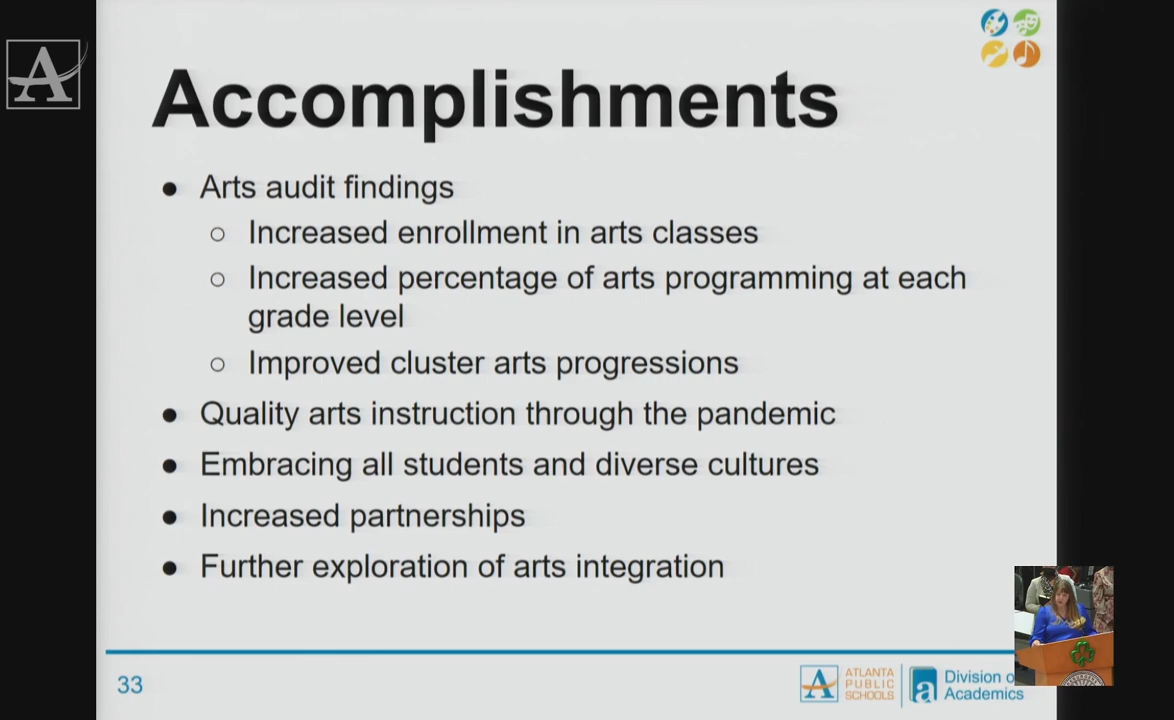 Accomplishments
● Arts audit findings
○ Increased enrollment in arts classes
○ Increased percentage of arts programming at each
grade level
○ Improved cluster arts progressions
● Quality arts instruction through the pandemic
● Embracing all students and diverse cultures
● Increased partnerships
● Further exploration of arts integration
33
ATLANTA
PUBLIC
SCHOOLS
Division o
Academics